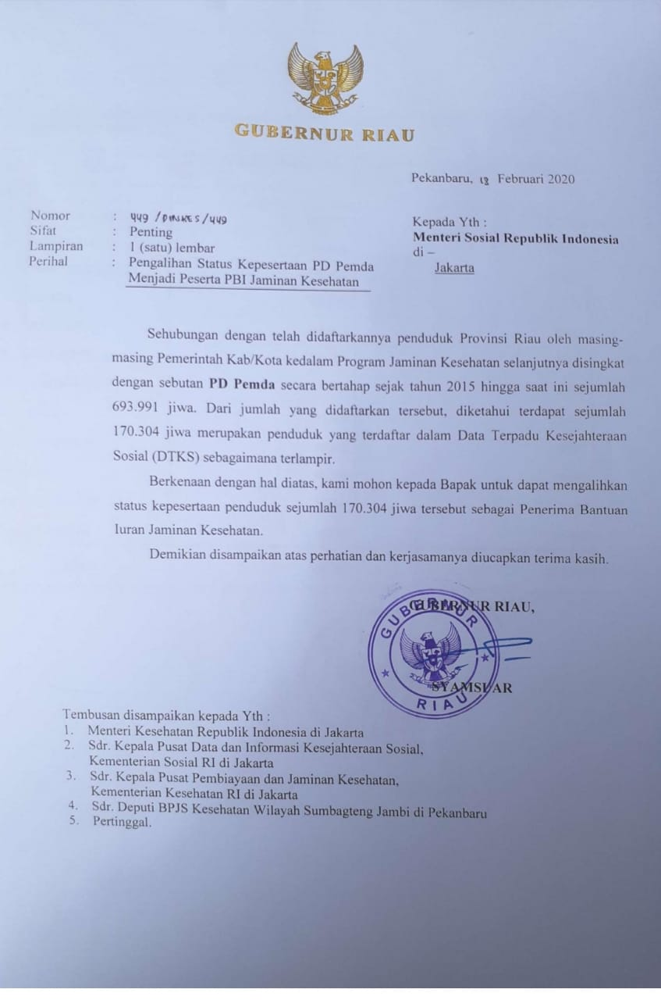 GUBERNUR RIAU
Pekanbaru, 18 Februari 2020
Nomor : 449 / DINKES / 449
Sifat : Penting
Lampiran : 1 (satu) lembar
Perihal : Pengalihan Status Kepesertaan PD Pemda
Menjadi Peserta PBI Jaminan Kesehatan
Kepada Yth :
Menteri Sosial Republik Indonesia
di –
Jakarta
Sehubungan dengan telah didaftarkannya penduduk Provinsi Riau oleh masing-
masing Pemerintah Kab/Kota kedalam Program Jaminan Kesehatan selanjutnya disingkat
dengan sebutan PD Pemda secara bertahap sejak tahun 2015 hingga saat ini sejumlah
693.991 jiwa. Dari jumlah yang didaftarkan tersebut, diketahui terdapat sejumlah
170.304 jiwa merupakan penduduk yang terdaftar dalam Data Terpadu Kesejahteraan
Sosial (DTKS) sebagaimana terlampir.
Berkenaan dengan hal diatas, kami mohon kepada Bapak untuk dapat mengalihkan
status kepesertaan penduduk sejumlah 170.304 jiwa tersebut sebagai Penerima Bantuan
Iuran Jaminan Kesehatan.
Demikian disampaikan atas perhatian dan kerjasamanya diucapkan terima kasih.
GUBERNUR RIAU,
GUBERNUR
RIAU
SYAMSUAR
Tembusan disampaikan kepada Yth :
1. Menteri Kesehatan Republik Indonesia di Jakarta
2. Sdr. Kepala Pusat Data dan Informasi Kesejahteraan Sosial,
Kementerian Sosial RI di Jakarta
3. Sdr. Kepala Pusat Pembiayaan dan Jaminan Kesehatan,
Kementerian Kesehatan RI di Jakarta
4. Sdr. Deputi BPJS Kesehatan Wilayah Sumbagteng Jambi di Pekanbaru
5. Pertinggal.